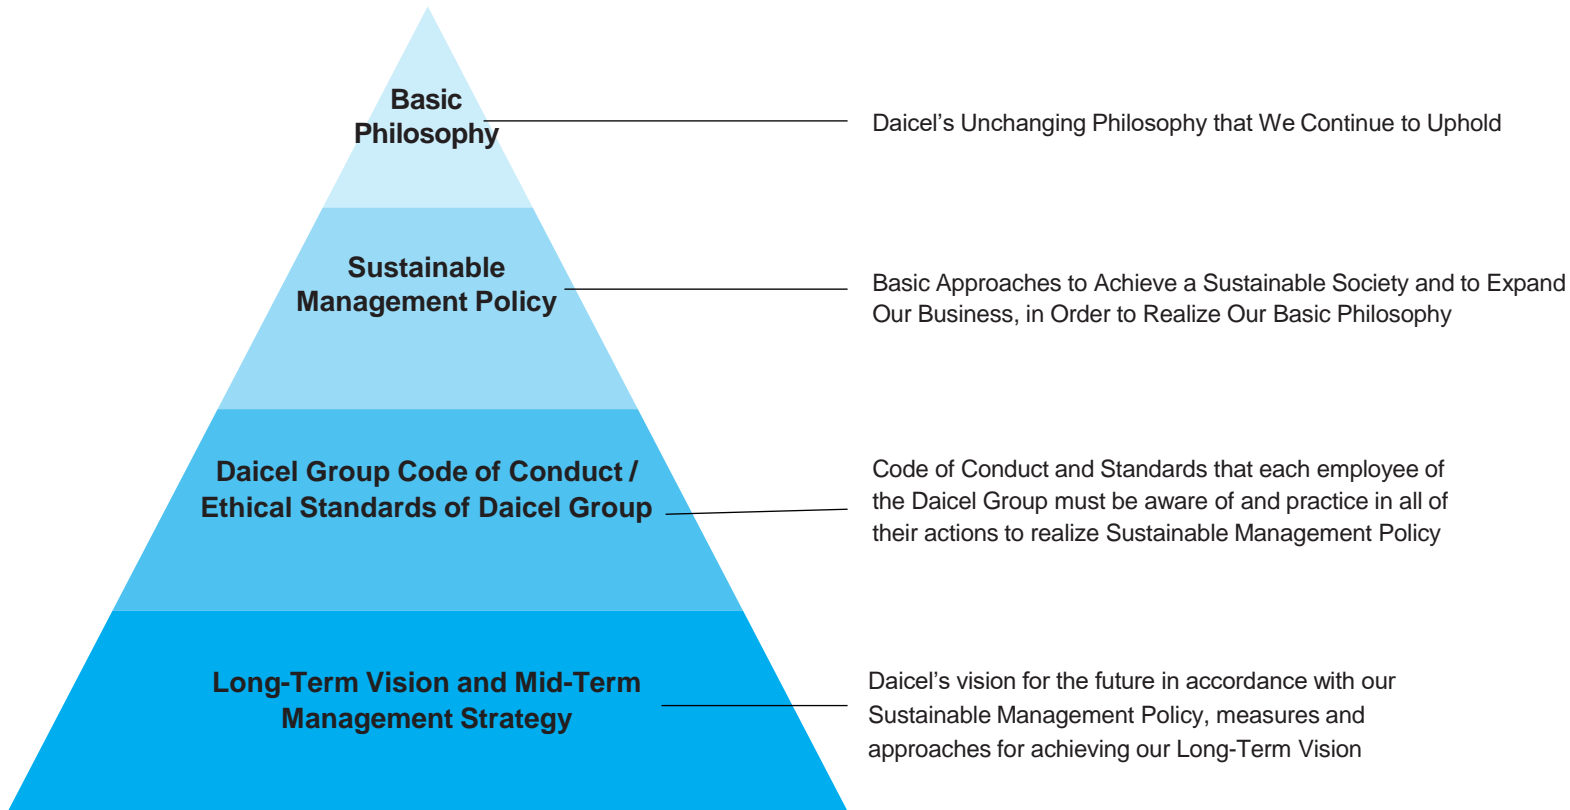 Basic
Philosophy
Daicel’s Unchanging Philosophy that We Continue to Uphold
Sustainable
Management Policy
Basic Approaches to Achieve a Sustainable Society and to Expand
Our Business, in Order to Realize Our Basic Philosophy
Daicel Group Code of Conduct /
Ethical Standards of Daicel Group
Code of Conduct and Standards that each employee of
the Daicel Group must be aware of and practice in all of
their actions to realize Sustainable Management Policy
Long-Term Vision and Mid-Term
Management Strategy
Daicel’s vision for the future in accordance with our
Sustainable Management Policy, measures and
approaches for achieving our Long-Term Vision